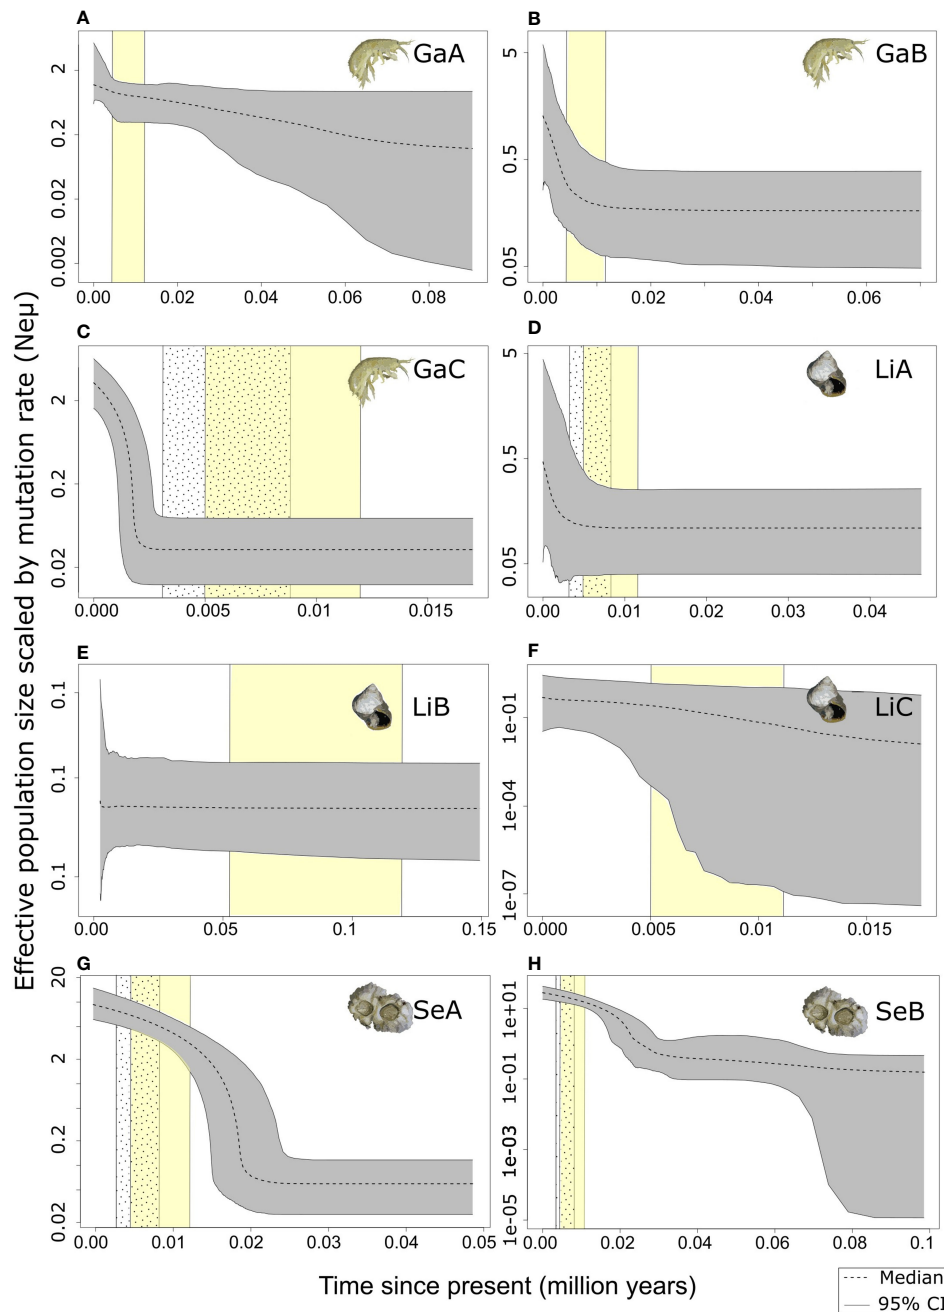 Effective population size scaled by mutation rate (Neμ)
A
GaA
2
0.2
0.02
0.002
0.00 0.02 0.04 0.06 0.08
B
GaB
5
0.5
0.05
0.00 0.02 0.04 0.06
C
GaC
2
0.2
0.02
0.000 0.005 0.011 0.015
D
LiA
5
0.5
0.05
0.00 0.01 0.02 0.03 0.04
E
LiB
0.1
0.1
0.1
0.00 0.05 0.1 0.15
F
LiC
1e-01
1e-04
1e-07
0.000 0.005 0.011 0.015
G
SeA
20
2
0.2
0.02
0.00 0.01 0.02 0.03 0.04 0.05
H
SeB
1e+01
1e-01
1e-03
1e-05
0.00 0.02 0.04 0.06 0.08 0.1
Time since present (million years)
Median
95% CI